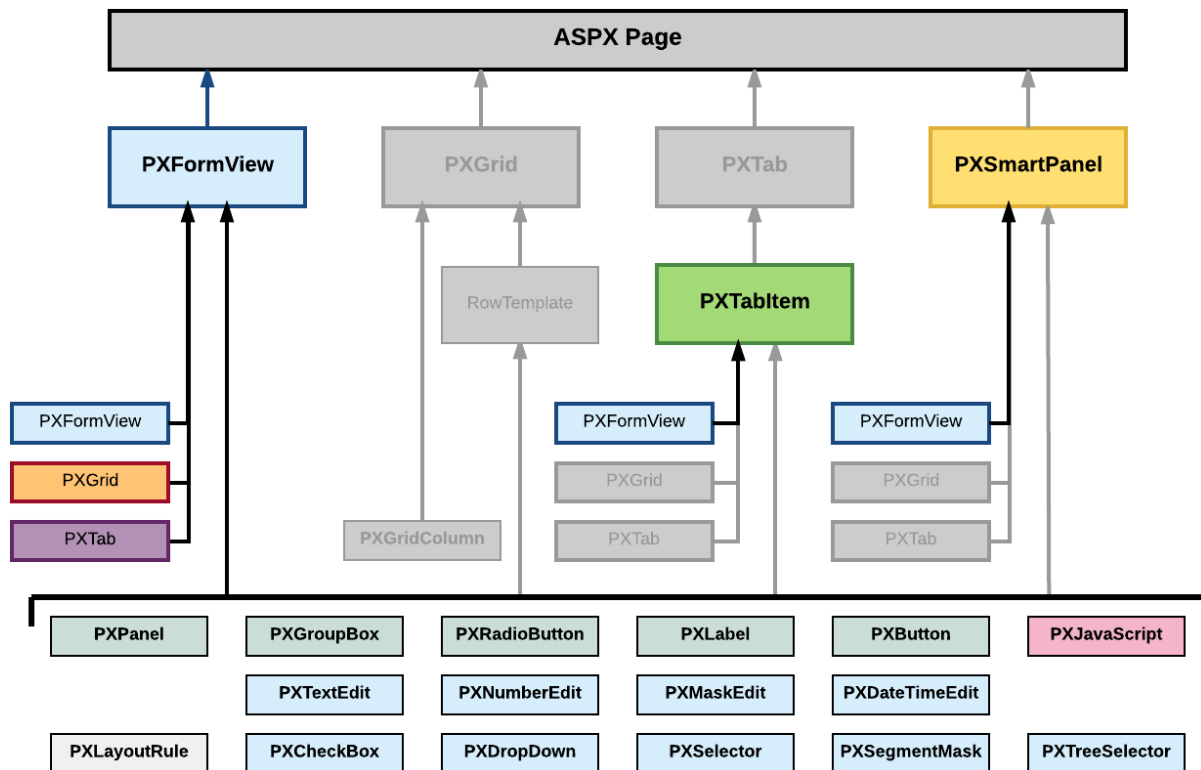 ASPX Page
PXFormView
PXGrid
PXTab
PXSmartPanel
RowTemplate
PXTabItem
PXFormView
PXFormView
PXFormView
PXGrid
PXGrid
PXGrid
PXTab
PXGridColumn
PXTab
PXTab
PXPanel
PXGroupBox
PXRadioButton
PXLabel
PXButton
PXJavaScript
PXTextEdit
PXNumberEdit
PXMaskEdit
PXDateTimeEdit
PXLayoutRule
PXCheckBox
PXDropDown
PXSelector
PXSegmentMask
PXTreeSelector